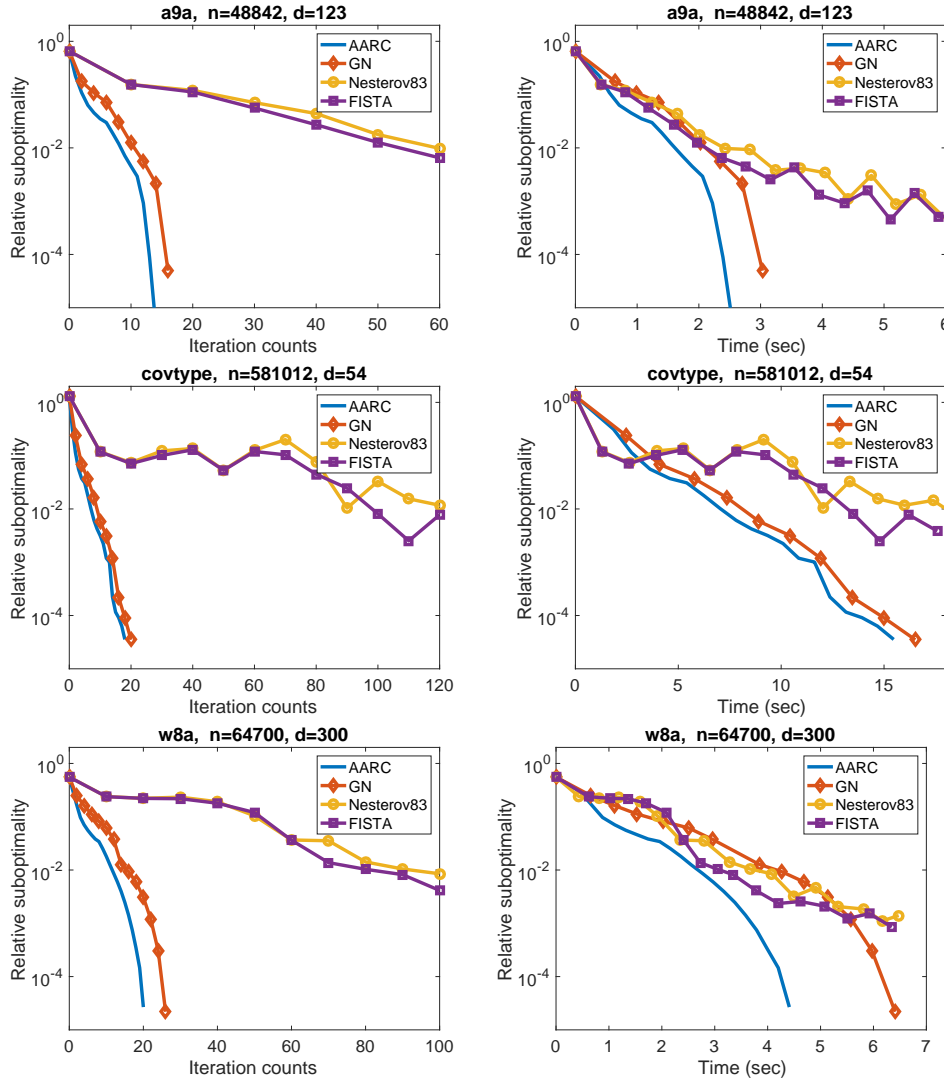 a9a, n=48842, d=123
10^0
10^-2
10^-4
Relative suboptimality
AARC
GN
Nesterov83
FISTA
0 10 20 30 40 50 60
Iteration counts
a9a, n=48842, d=123
10^0
10^-2
10^-4
Relative suboptimality
AARC
GN
Nesterov83
FISTA
0 1 2 3 4 5 6
Time (sec)
covtype, n=581012, d=54
10^0
10^-2
10^-4
Relative suboptimality
AARC
GN
Nesterov83
FISTA
0 20 40 60 80 100 120
Iteration counts
covtype, n=581012, d=54
10^0
10^-2
10^-4
Relative suboptimality
AARC
GN
Nesterov83
FISTA
0 5 10 15
Time (sec)
w8a, n=64700, d=300
10^0
10^-2
10^-4
Relative suboptimality
AARC
GN
Nesterov83
FISTA
0 20 40 60 80 100
Iteration counts
w8a, n=64700, d=300
10^0
10^-2
10^-4
Relative suboptimality
AARC
GN
Nesterov83
FISTA
0 1 2 3 4 5 6 7
Time (sec)